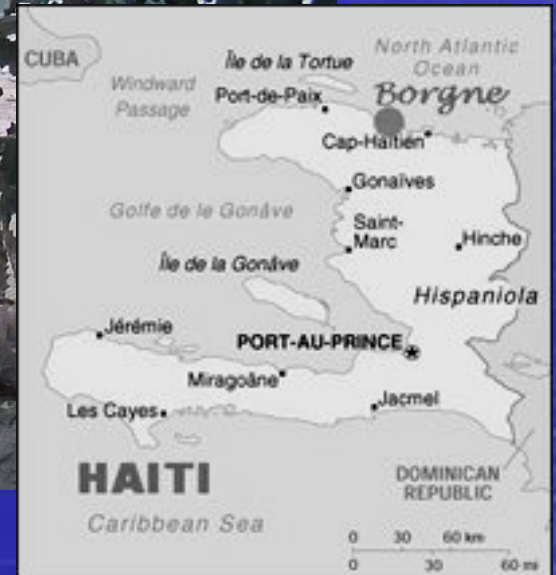 CUBA
Île de la Tortue
North Atlantic
Ocean
Windward
Passage
Port-de-Paix
Borgne
Cap-Haïtien
Gonaïves
Golfe de le Gonâve
Saint-
Marc
Hinche
Île de la Gonâve
Hispaniola
Jérémie
PORT-AU-PRINCE
Miragoâne
Les Cayes
Jacmel
HAITI
DOMINICAN
REPUBLIC
Caribbean Sea
0 30 60 km
0 30 60 mi